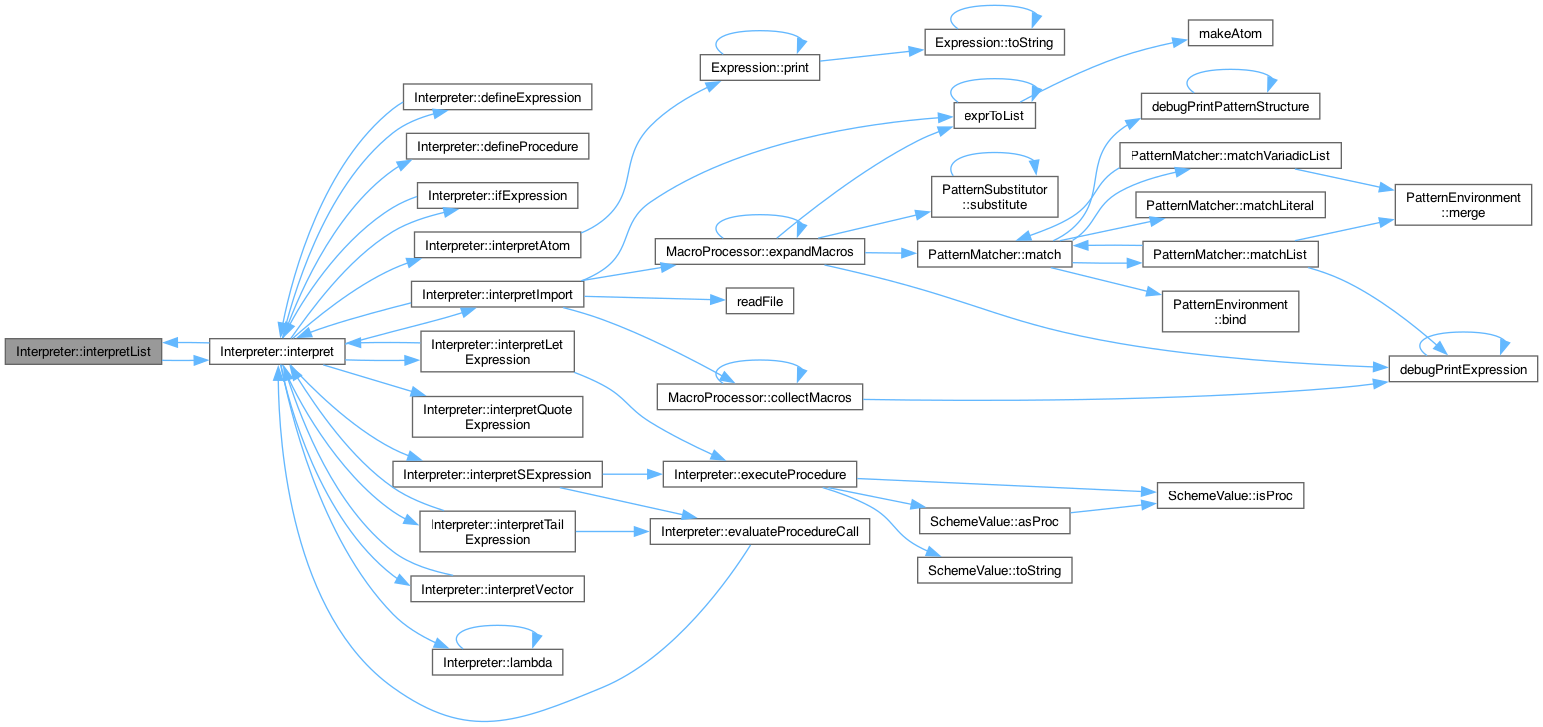 Interpreter::interpretList
Interpreter::interpret
Interpreter::defineExpression
Interpreter::defineProcedure
Interpreter::ifExpression
Interpreter::interpretAtom
Interpreter::interpretImport
Interpreter::interpretLet
Expression
Interpreter::interpretQuote
Expression
Interpreter::interpretSExpression
Interpreter::interpretTail
Expression
Interpreter::interpretVector
Interpreter::lambda
Expression::print
MacroProcessor::expandMacros
readFile
MacroProcessor::collectMacros
Interpreter::executeProcedure
Interpreter::evaluateProcedureCall
Expression::toString
exprToList
PatternSubstitutor
::substitute
PatternMatcher::match
SchemeValue::asProc
SchemeValue::toString
makeAtom
debugPrintPatternStructure
PatternMatcher::matchVariadicList
PatternMatcher::matchLiteral
PatternMatcher::matchList
PatternEnvironment
::bind
SchemeValue::isProc
PatternEnvironment
::merge
debugPrintExpression